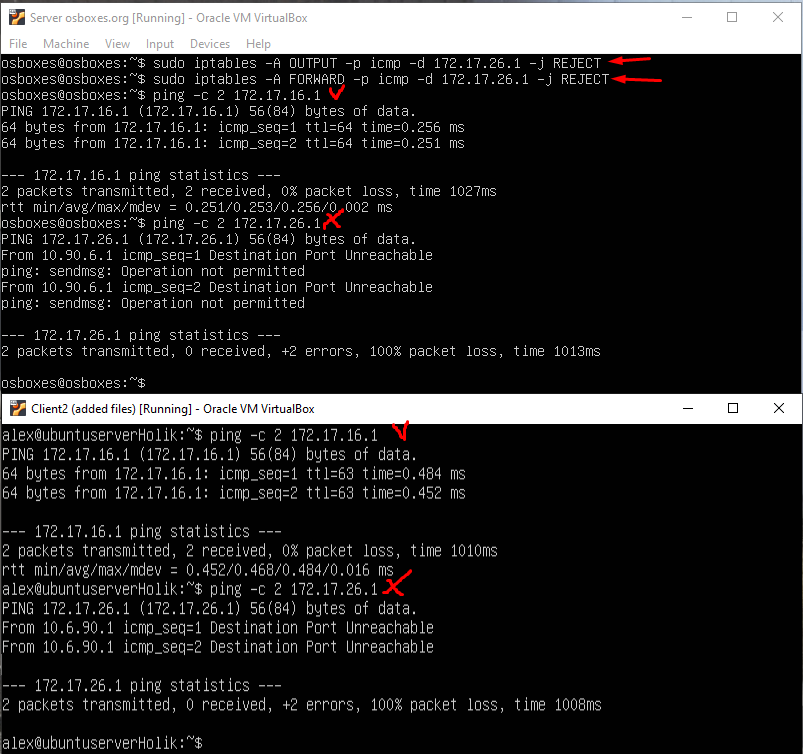 Server osboxes.org [Running] - Oracle VM VirtualBox
File Machine View Input Devices Help
osboxes@osboxes:~$ sudo iptables -A OUTPUT -p icmp -d 172.17.26.1 -j REJECT
osboxes@osboxes:~$ sudo iptables -A FORWARD -p icmp -d 172.17.26.1 -j REJECT
osboxes@osboxes:~$ ping -c 2 172.17.16.1
PING 172.17.16.1 (172.17.16.1) 56(84) bytes of data.
64 bytes from 172.17.16.1: icmp_seq=1 ttl=64 time=0.256 ms
64 bytes from 172.17.16.1: icmp_seq=2 ttl=64 time=0.251 ms
--- 172.17.16.1 ping statistics ---
2 packets transmitted, 2 received, 0% packet loss, time 1027ms
rtt min/avg/max/mdev = 0.251/0.253/0.256/0.002 ms
osboxes@osboxes:~$ ping -c 2 172.17.26.1
PING 172.17.26.1 (172.17.26.1) 56(84) bytes of data.
From 10.90.6.1 icmp_seq=1 Destination Port Unreachable
ping: sendmsg: Operation not permitted
From 10.90.6.1 icmp_seq=2 Destination Port Unreachable
ping: sendmsg: Operation not permitted
--- 172.17.26.1 ping statistics ---
2 packets transmitted, 0 received, +2 errors, 100% packet loss, time 1013ms
osboxes@osboxes:~$
Client2 (added files) [Running] - Oracle VM VirtualBox
alex@ubuntuserverHolik:~$ ping -c 2 172.17.16.1
PING 172.17.16.1 (172.17.16.1) 56(84) bytes of data.
64 bytes from 172.17.16.1: icmp_seq=1 ttl=63 time=0.484 ms
64 bytes from 172.17.16.1: icmp_seq=2 ttl=63 time=0.452 ms
--- 172.17.16.1 ping statistics ---
2 packets transmitted, 2 received, 0% packet loss, time 1010ms
rtt min/avg/max/mdev = 0.452/0.468/0.484/0.016 ms
alex@ubuntuserverHolik:~$ ping -c 2 172.17.26.1
PING 172.17.26.1 (172.17.26.1) 56(84) bytes of data.
From 10.6.90.1 icmp_seq=1 Destination Port Unreachable
From 10.6.90.1 icmp_seq=2 Destination Port Unreachable
--- 172.17.26.1 ping statistics ---
2 packets transmitted, 0 received, +2 errors, 100% packet loss, time 1008ms
alex@ubuntuserverHolik:~$